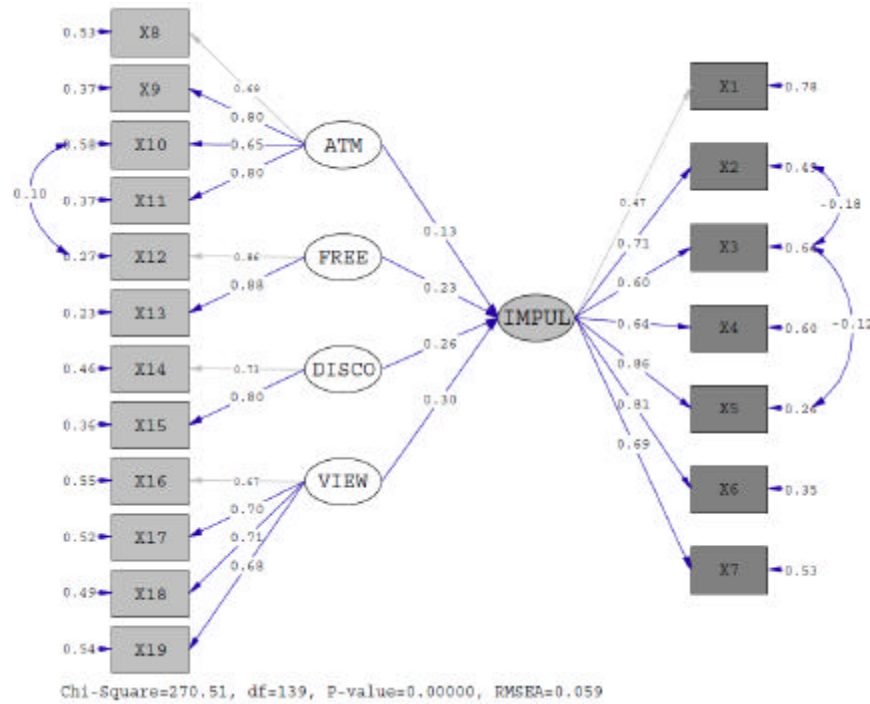 0.53 X8
0.69
0.37 X9
0.80
0.58 X10
0.65
ATM
0.80
0.37 X11
0.10
0.27 X12
0.86
FREE
0.88
0.23 X13
0.46 X14
0.73
DISCO
0.80
0.36 X15
0.55 X16
0.67
VIEW
0.70
0.52 X17
0.71
0.68
0.49 X18
0.54 X19
0.13
0.23
0.26
0.30
IMPUL
X1 0.78
0.47
X2
0.71
-0.18
X3
0.60
X4 0.60
0.64
-0.12
X5 0.26
0.86
X6 0.35
0.81
X7 0.53
0.69
Chi-Square=270.51, df=139, P-value=0.00000, RMSEA=0.059